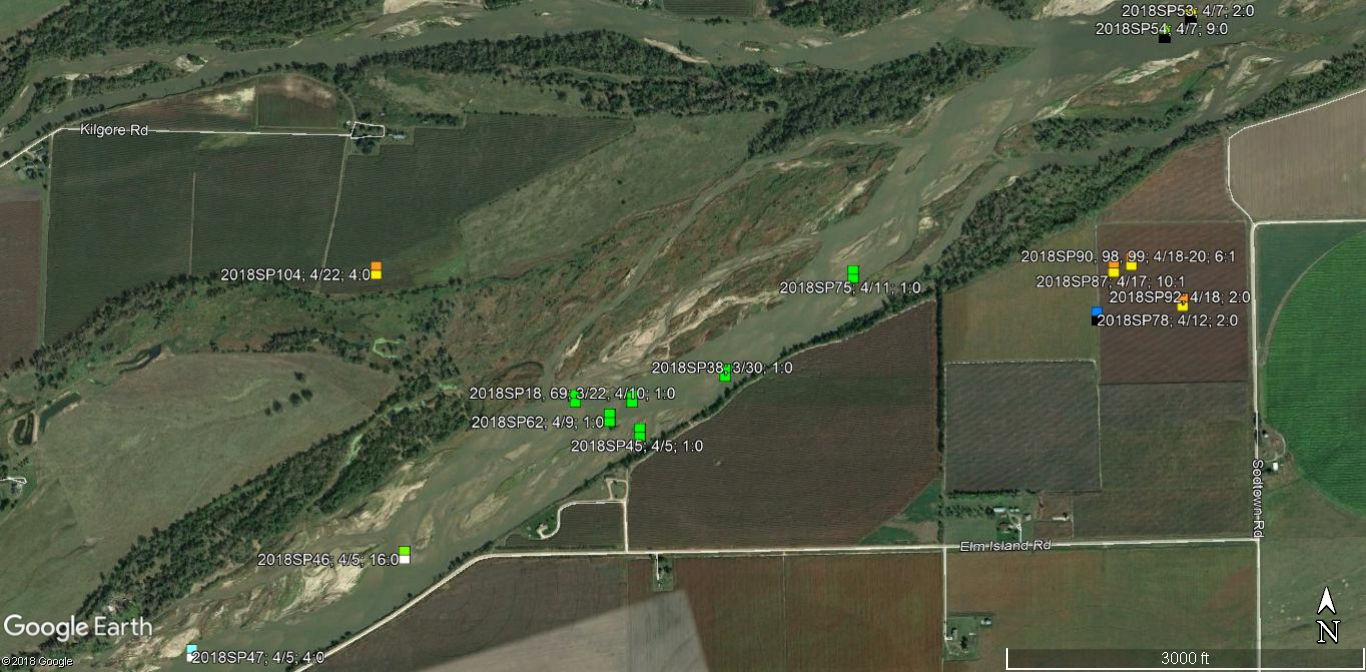 2018SP53; 4/7; 2:0
2018SP54; 4/7; 9:0
Kilgore Rd
2018SP90, 98, 99, 4/18-20, 6:1
2018SP104; 4/22; 4:0
2018SP87; 4/17, 10:1
2018SP75; 4/11; 1:0
2018SP92; 4/18, 2:0
2018SP78; 4/12; 2:0
2018SP38; 3/30; 1:0
2018SP18, 69; 3/22, 4/10; 1:0
2018SP62; 4/9; 1:0
2018SP45; 4/5; 1:0
Sodtown Rd
Elm Island Rd
2018SP46; 4/5, 16:0
Google Earth
N
2018SP47; 4/5; 4:0
© 2018 Google
3000 ft